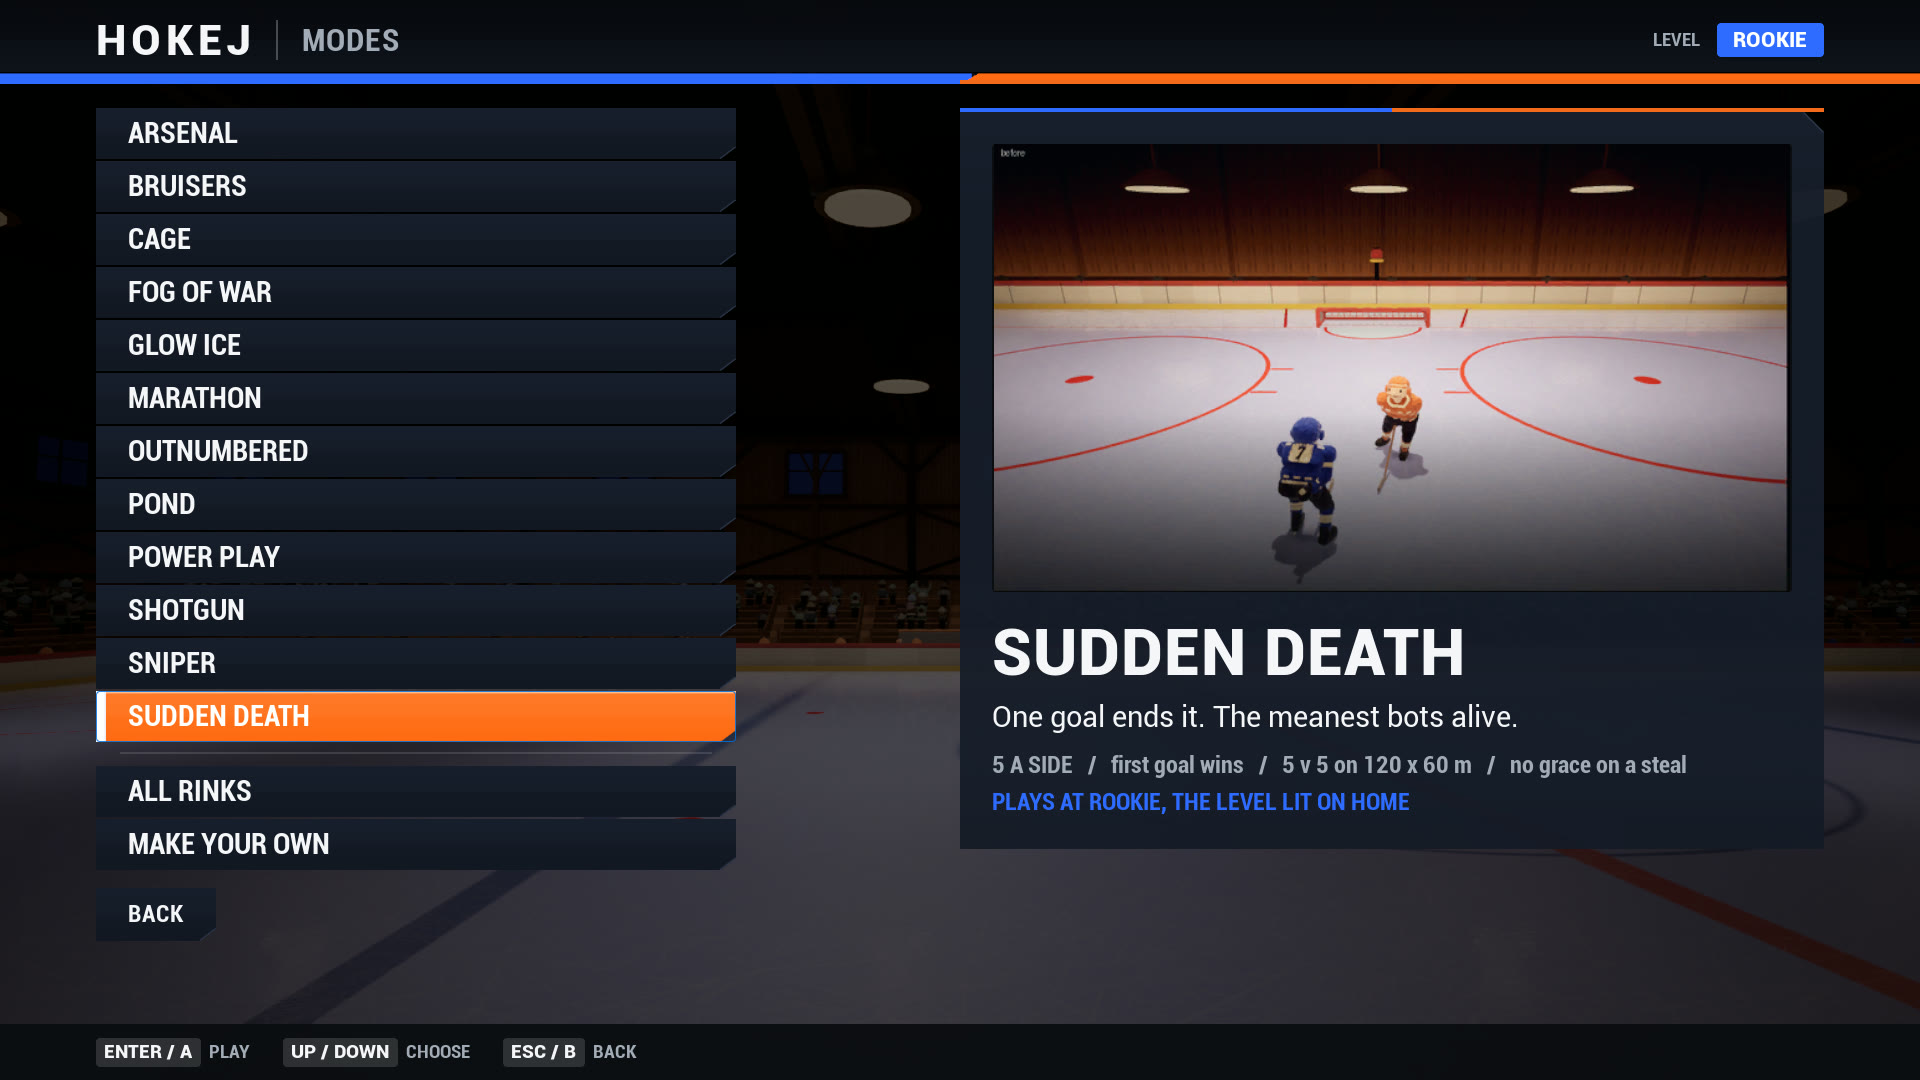 HOKEJ MODES LEVEL ROOKIE
ARSENAL
BRUISERS
CAGE
FOG OF WAR
GLOW ICE
MARATHON
OUTNUMBERED
POND
POWER PLAY
SHOTGUN
SNIPER
SUDDEN DEATH
ALL RINKS
MAKE YOUR OWN
BACK
before
7
SUDDEN DEATH
One goal ends it. The meanest bots alive.
5 A SIDE / first goal wins / 5 v 5 on 120 x 60 m / no grace on a steal
PLAYS AT ROOKIE, THE LEVEL LIT ON HOME
ENTER / A PLAY UP / DOWN CHOOSE ESC / B BACK